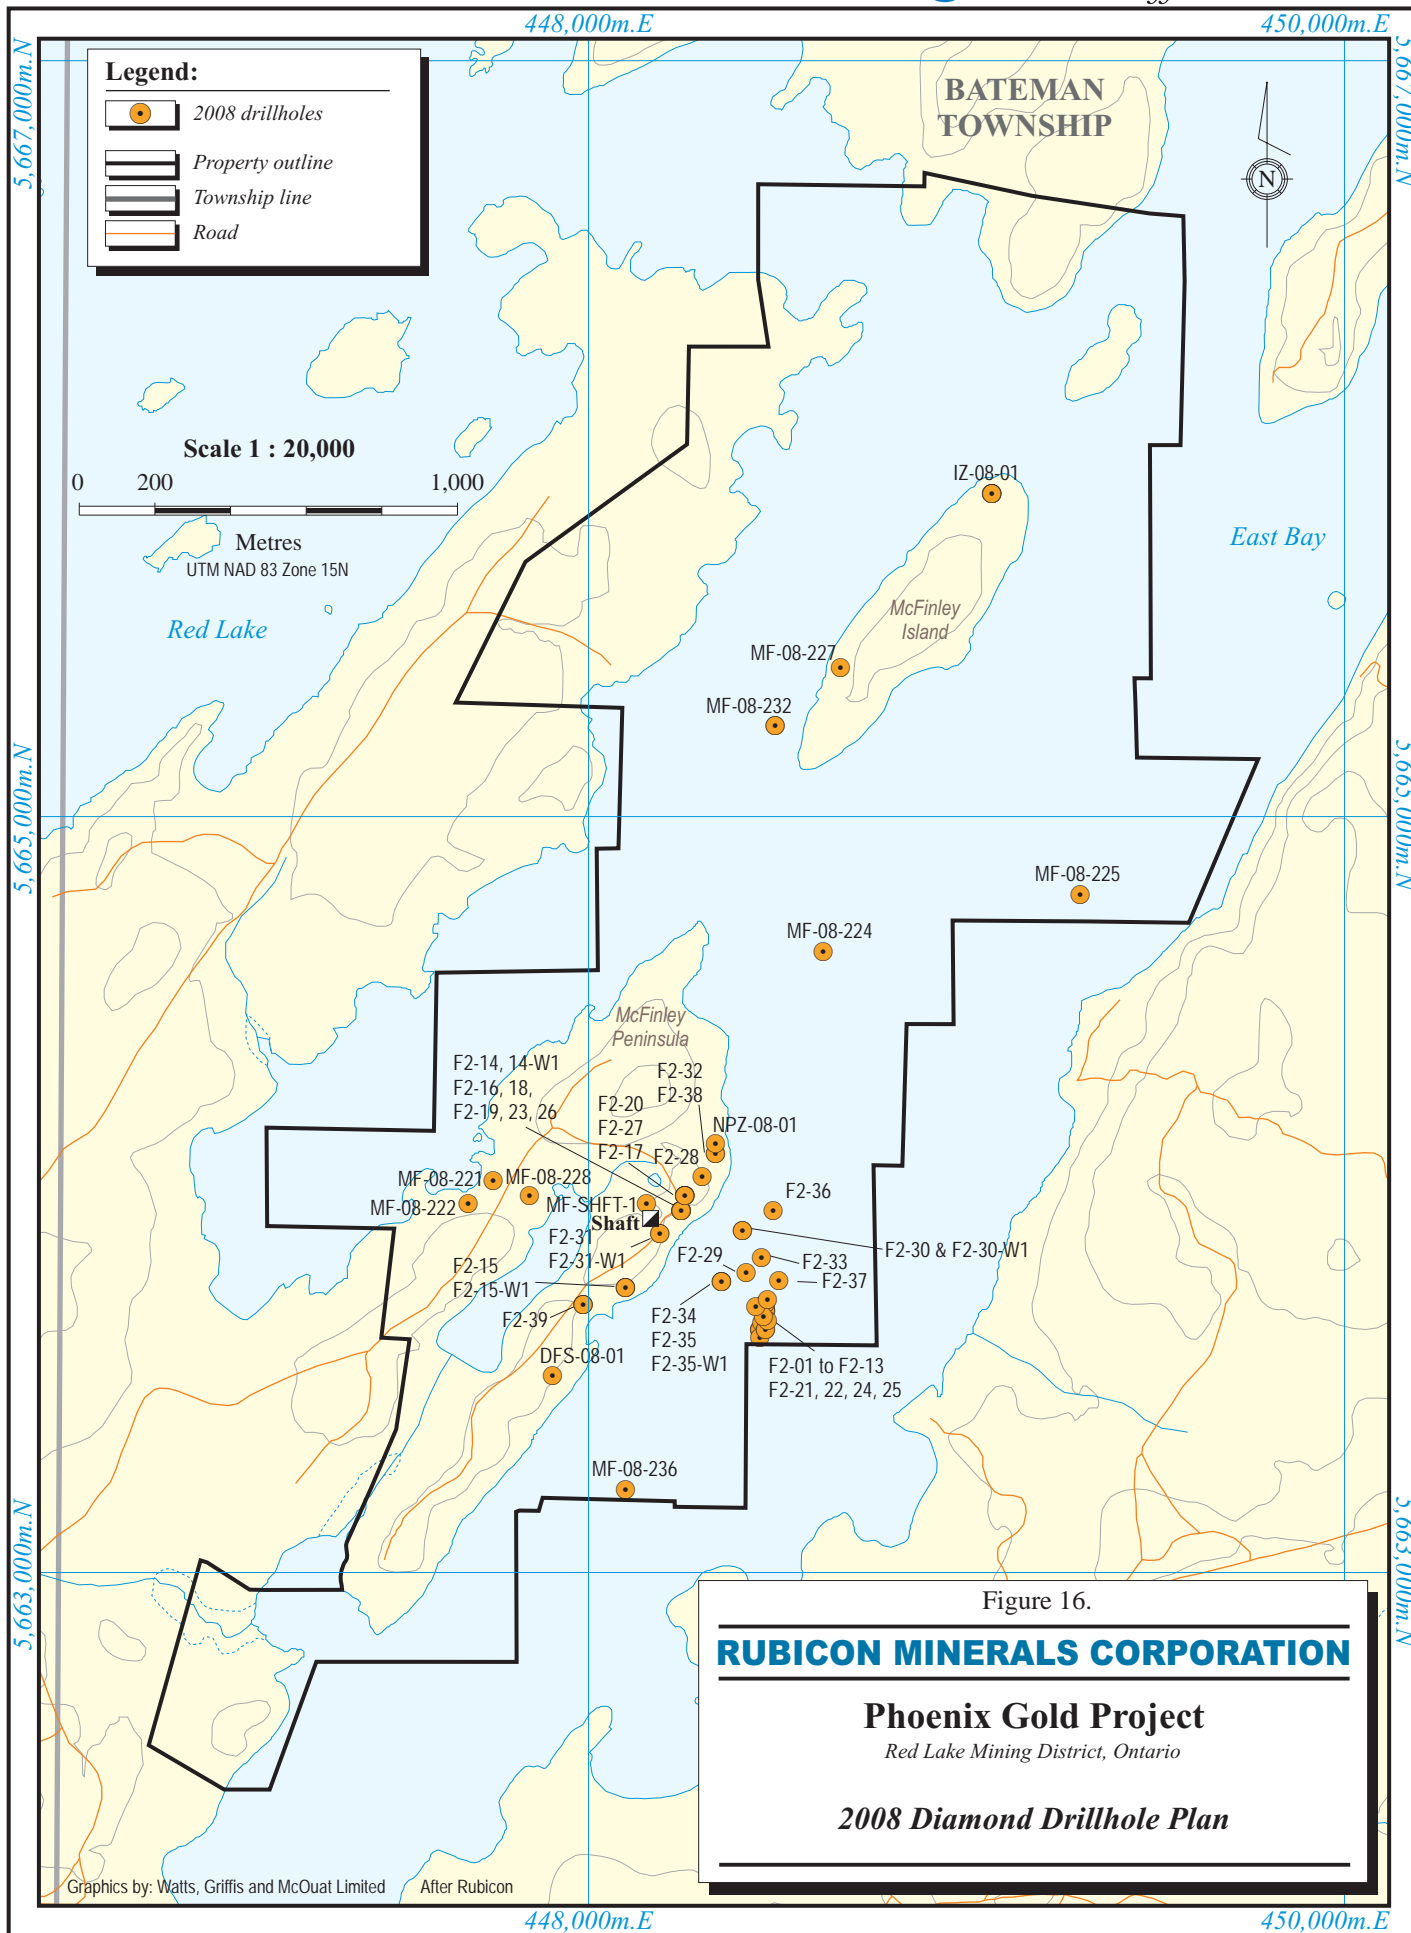 448,000m.E
450,000m.E
5,667,000m.N
5,667,000m.N
Legend:
2008 drillholes
Property outline
Township line
Road
BATEMAN
TOWNSHIP
N
Scale 1 : 20,000
0 200 1,000
Metres
UTM NAD 83 Zone 15N
Red Lake
East Bay
IZ-08-01
McFinley
Island
MF-08-227
MF-08-232
5,665,000m.N
5,665,000m.N
MF-08-225
MF-08-224
McFinley
Peninsula
F2-14, 14-W1
F2-16, 18,
F2-19, 23, 26
F2-20
F2-27
F2-17
F2-32
F2-38
NPZ-08-01
F2-28
MF-08-221
MF-08-228
MF-08-222
MF-SHFT-1
Shaft
F2-36
F2-31
F2-31-W1
F2-30 & F2-30-W1
F2-29
F2-33
F2-37
F2-15
F2-15-W1
F2-39
F2-34
F2-35
F2-35-W1
DFS-08-01
F2-01 to F2-13
F2-21, 22, 24, 25
MF-08-236
5,663,000m.N
5,663,000m.N
Figure 16.
RUBICON MINERALS CORPORATION
Phoenix Gold Project
Red Lake Mining District, Ontario
2008 Diamond Drillhole Plan
Graphics by: Watts, Griffis and McOuat Limited After Rubicon
448,000m.E
450,000m.E